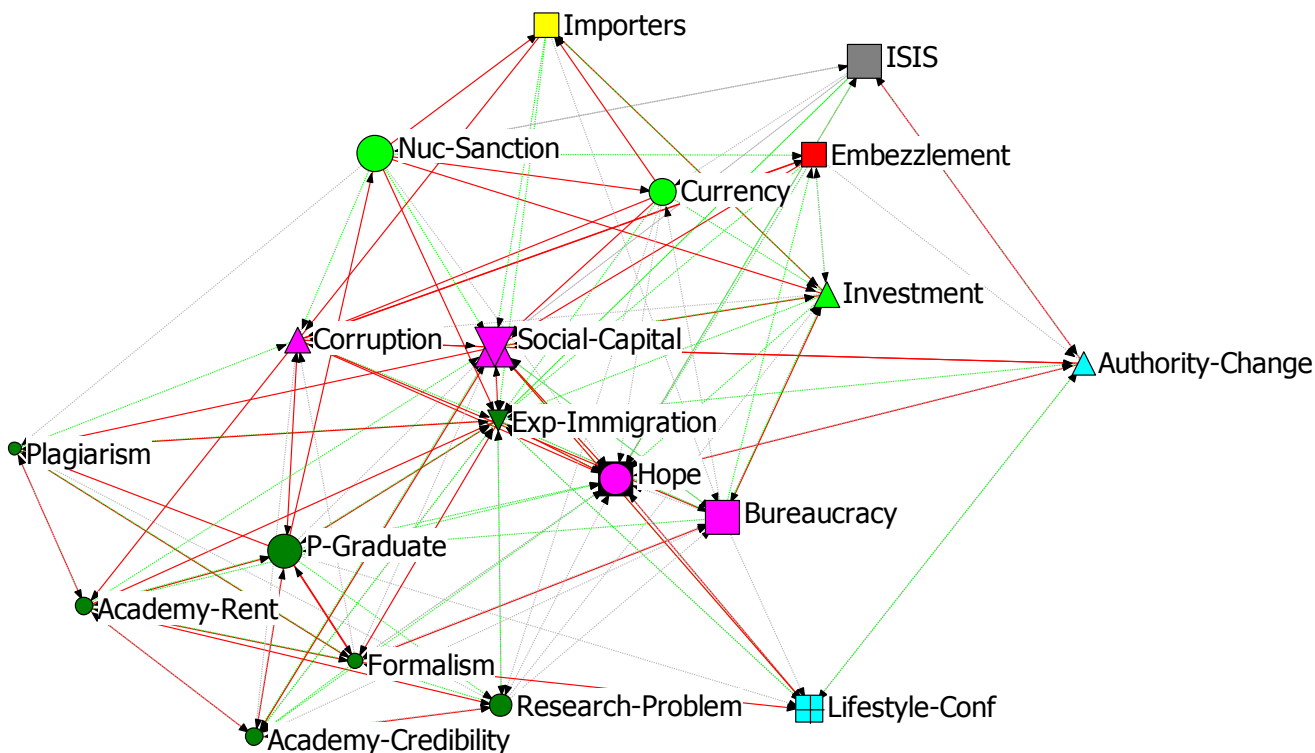 Importers
ISIS
Nuc-Sanction
Embezzlement
Currency
Investment
Corruption
Social-Capital
Authority-Change
Exp-Immigration
Plagiarism
Hope
Bureaucracy
P-Graduate
Academy-Rent
Formalism
Research-Problem
Lifestyle-Conf
Academy-Credibility